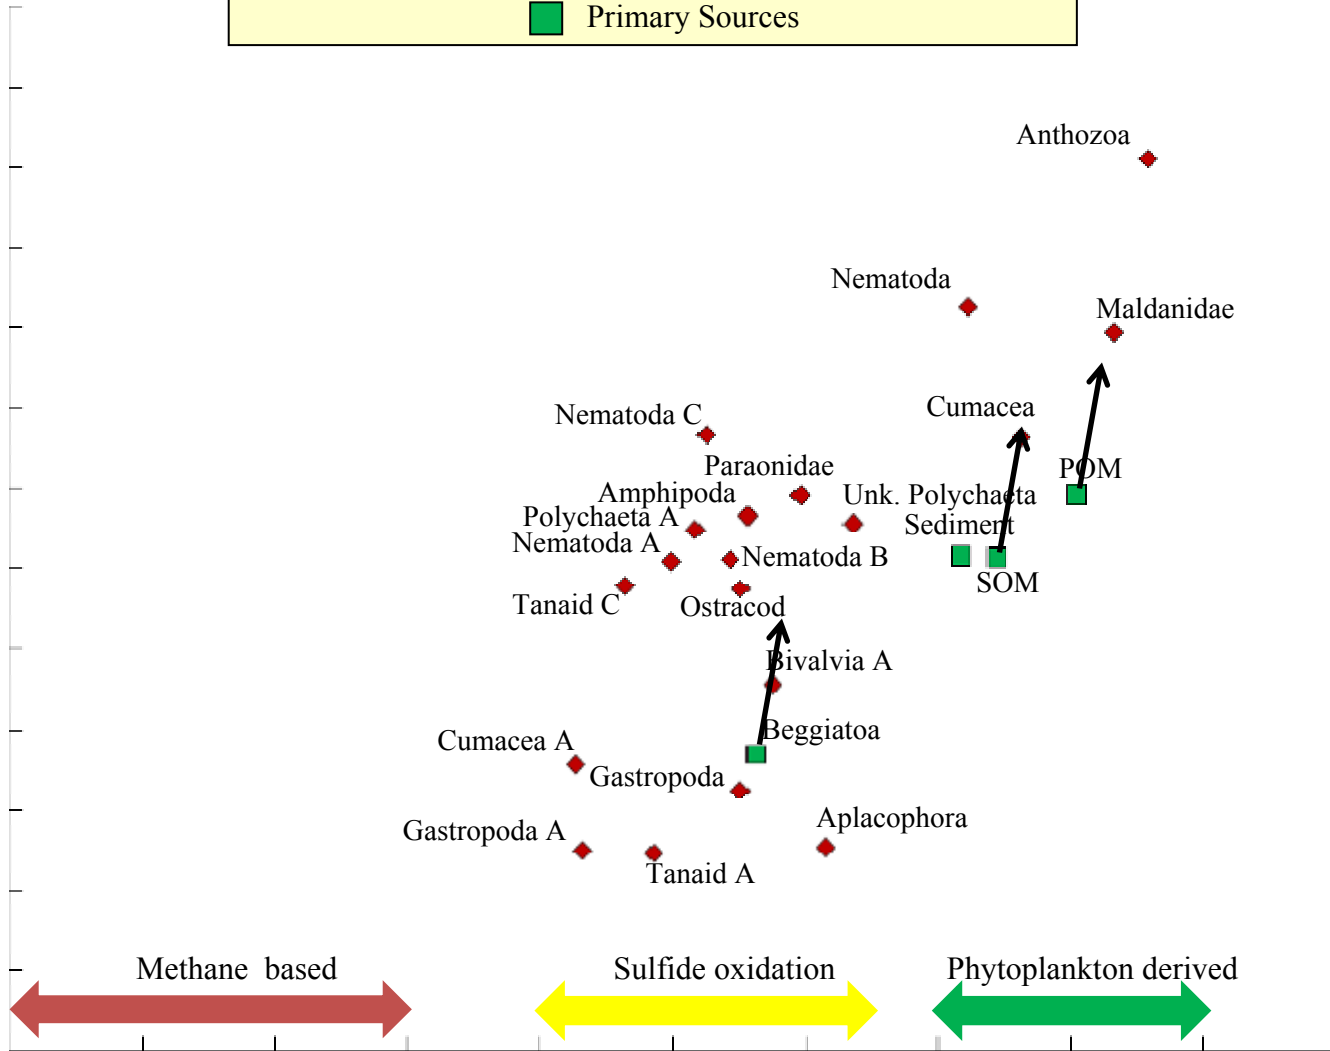 Primary Sources
Anthozoa
Nematoda
Maldanidae
Cumacea
Nematoda C
Paraonidae
POM
Amphipoda
Unk. Polychaeta
Polychaeta A
Sediment
Nematoda A
Nematoda B
SOM
Tanaid C
Ostracod
Bivalvia A
Beggiatoa
Cumacea A
Gastropoda
Aplacophora
Gastropoda A
Tanaid A
Methane  based
Sulfide oxidation
Phytoplankton derived